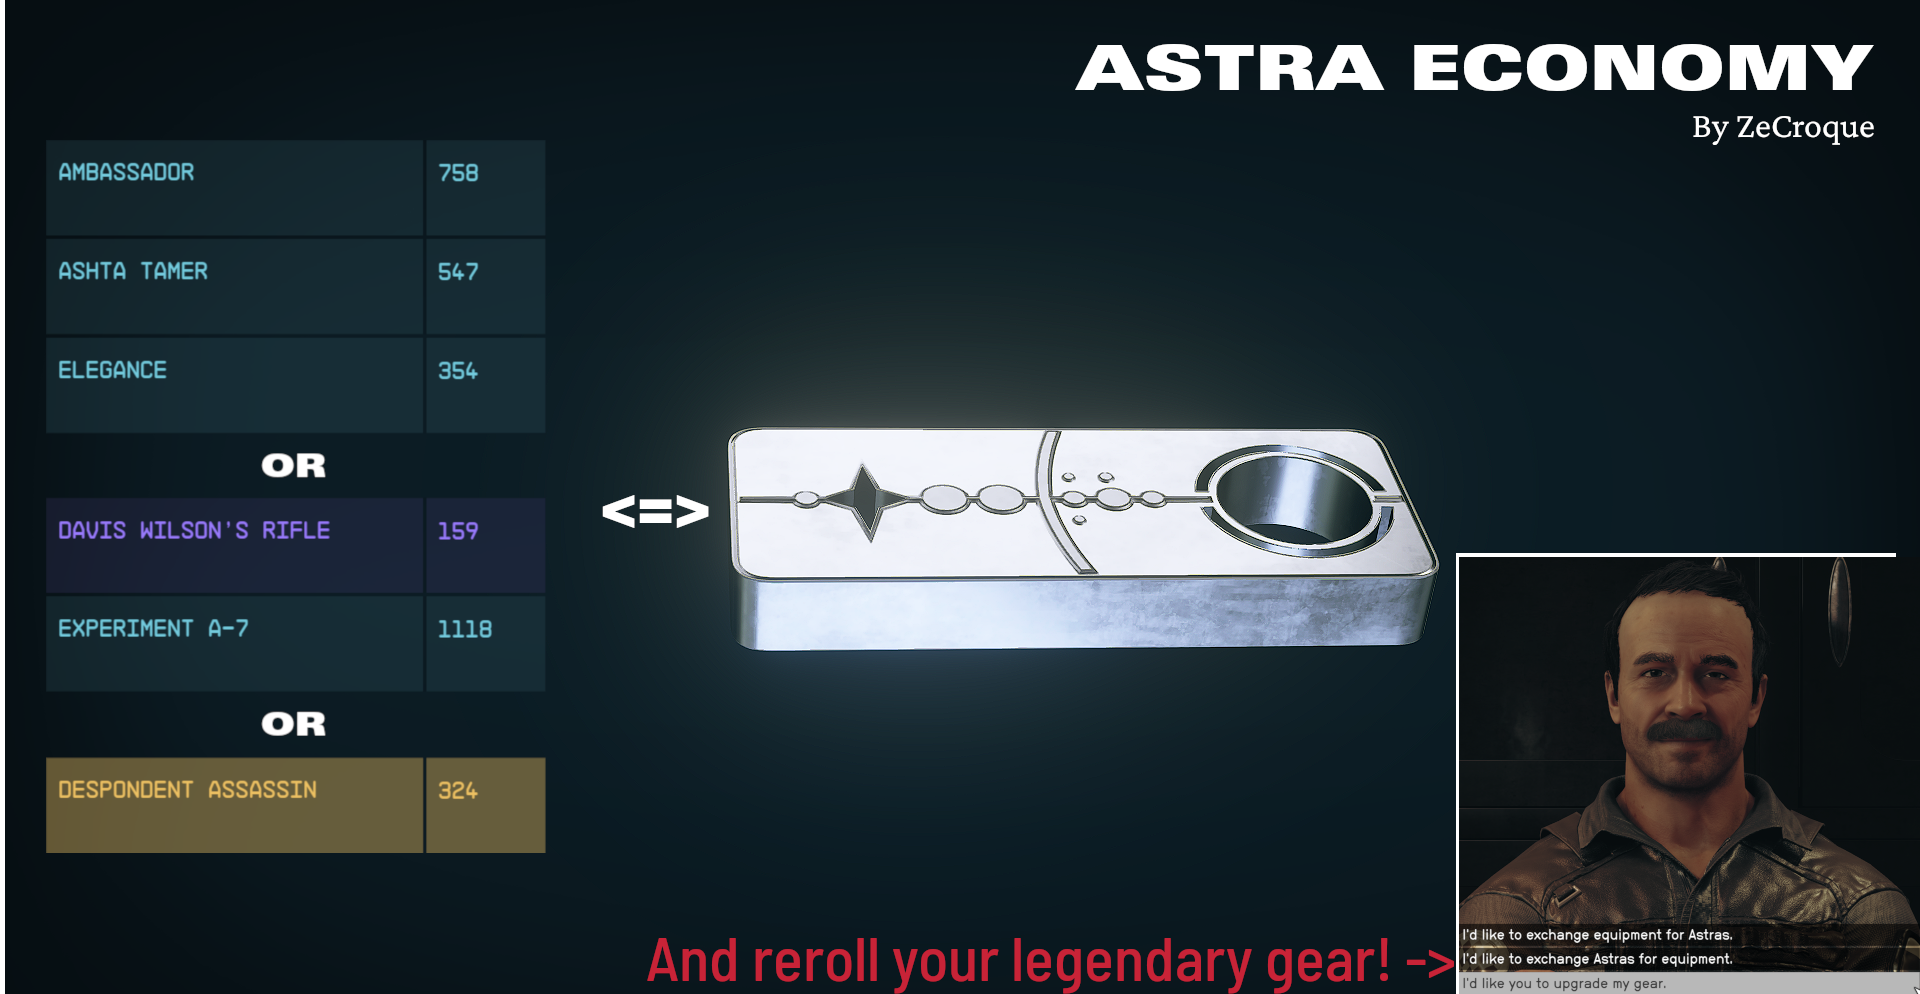 ASTRA ECONOMY
By ZeCroque
AMBASSADOR 758
ASHTA TAMER 547
ELEGANCE 354
OR
DAVIS WILSON'S RIFLE 159
EXPERIMENT A-7 1118
OR
DESPONDENT ASSASSIN 324
<=>
And reroll your legendary gear! ->
I'd like to exchange equipment for Astras.
I'd like to exchange Astras for equipment.
I'd like you to upgrade my gear.